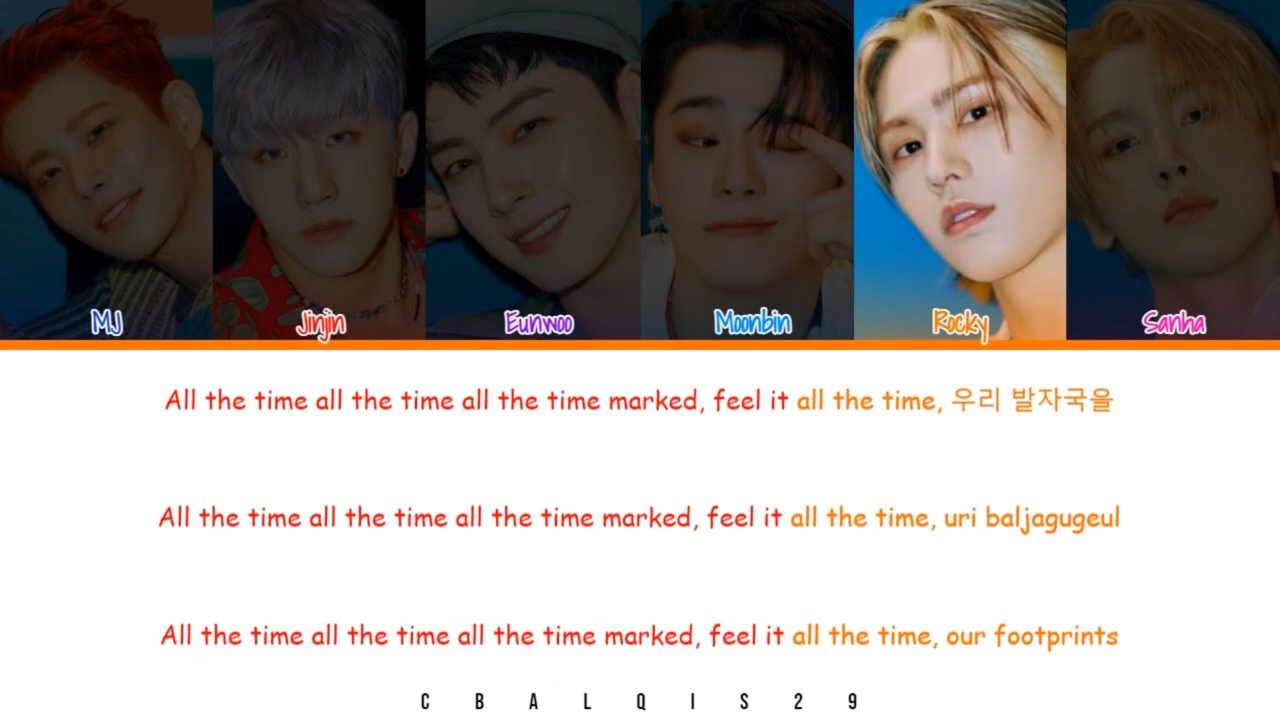 MJ Jinjin Eunwoo Moonbin Rocky Sanha
All the time all the time all the time marked, feel it all the time, 우리 발자국을
All the time all the time all the time marked, feel it all the time, uri baljagugeul
All the time all the time all the time marked, feel it all the time, our footprints
CBALQIS29